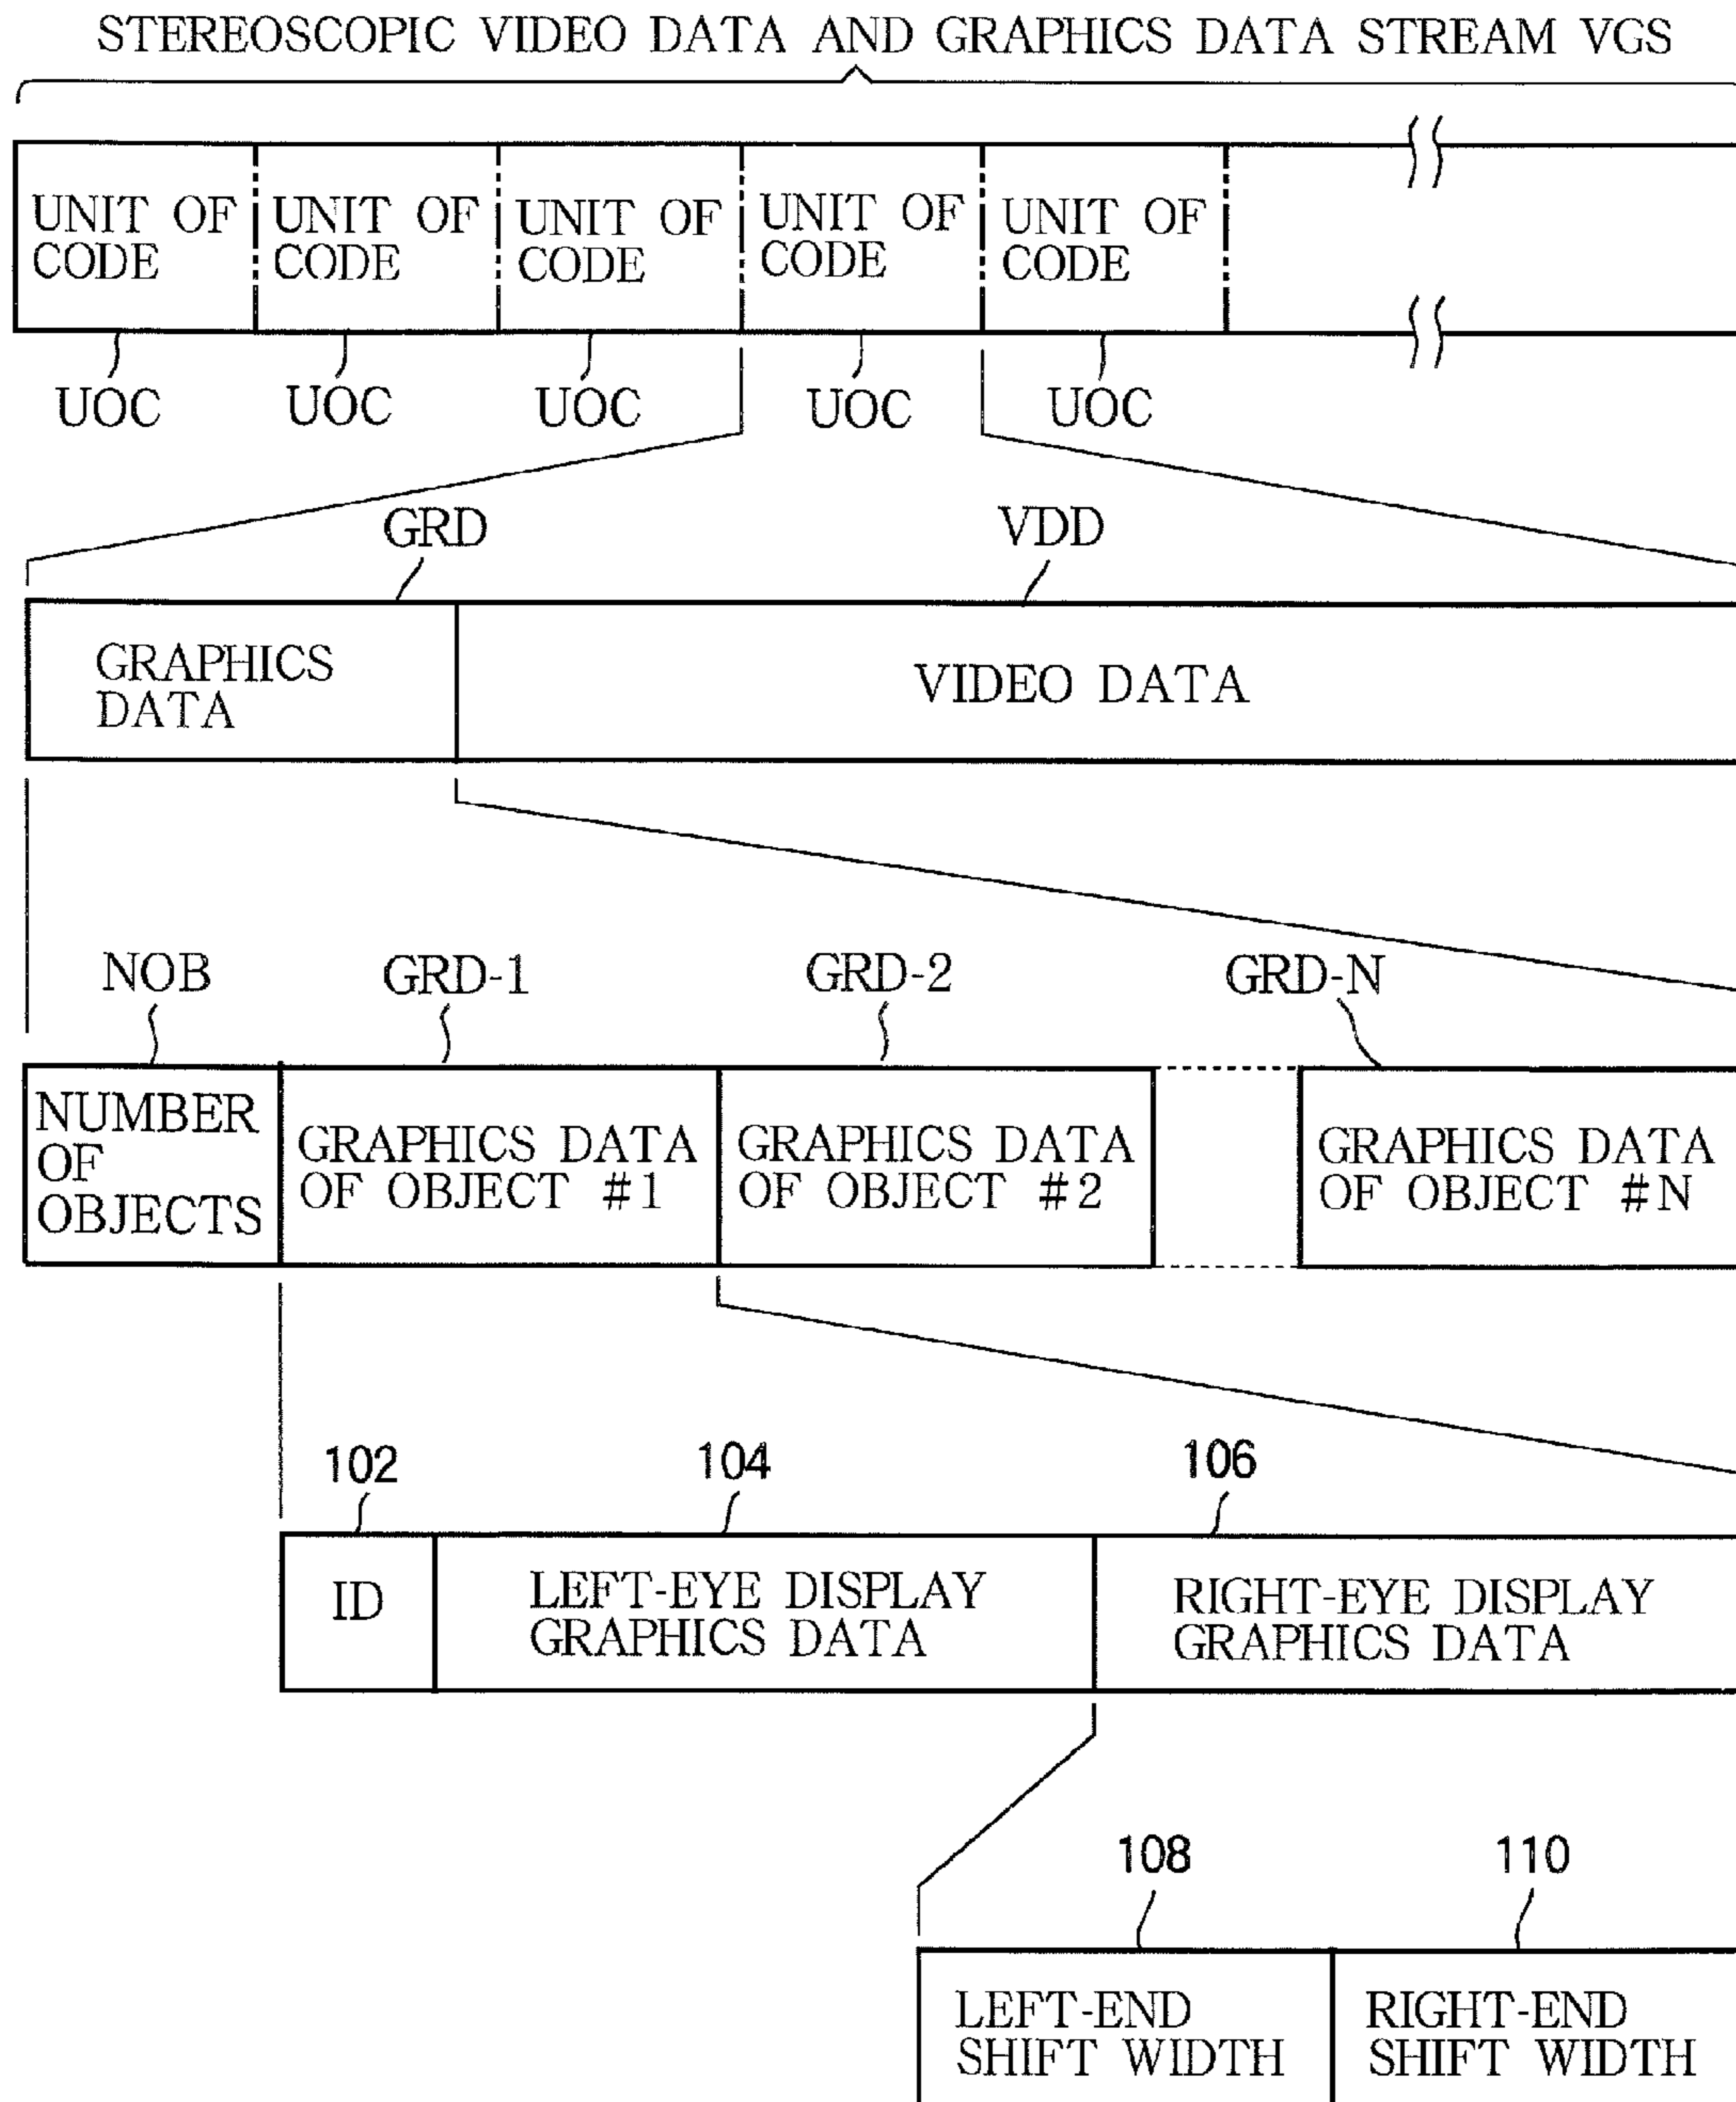 STEREOSCOPIC VIDEO DATA AND GRAPHICS DATA STREAM VGS
UNIT OF CODE
UNIT OF CODE
UNIT OF CODE
UNIT OF CODE
UNIT OF CODE
UOC
UOC
UOC
UOC
UOC
GRD
VDD
GRAPHICS
DATA
VIDEO DATA
NOB
GRD-1
GRD-2
GRD-N
NUMBER
OF
OBJECTS
GRAPHICS DATA
OF OBJECT #1
GRAPHICS DATA
OF OBJECT #2
GRAPHICS DATA
OF OBJECT #N
102
104
106
ID
LEFT-EYE DISPLAY
GRAPHICS DATA
RIGHT-EYE DISPLAY
GRAPHICS DATA
108
110
LEFT-END
SHIFT WIDTH
RIGHT-END
SHIFT WIDTH